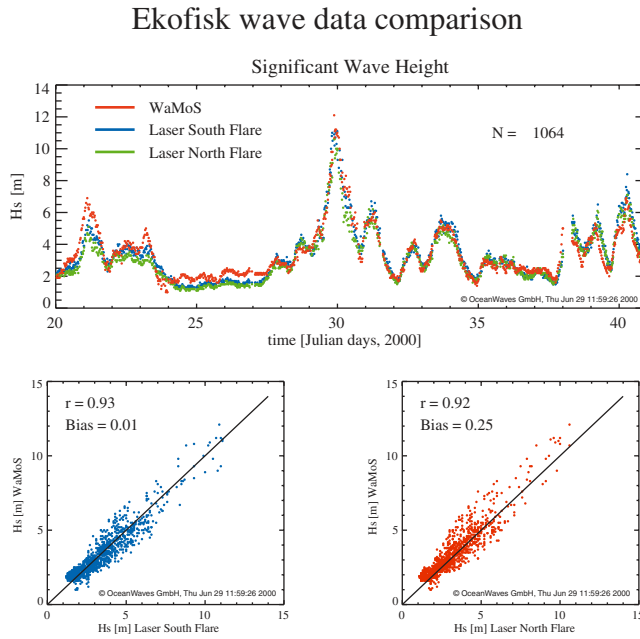 Ekofisk wave data comparison
Significant Wave Height
14
12
10
8
6
4
2
0
Hs [m]
WaMoS
Laser South Flare
Laser North Flare
N = 1064
© OceanWaves GmbH, Thu Jun 29 11:59:26 2000
20 25 30 35 40
time [Julian days, 2000]
15
10
5
0
Hs [m] WaMoS
r = 0.93
Bias = 0.01
© OceanWaves GmbH, Thu Jun 29 11:59:26 2000
0 5 10 15
Hs [m] Laser South Flare
15
10
5
0
Hs [m] WaMoS
r = 0.92
Bias = 0.25
© OceanWaves GmbH, Thu Jun 29 11:59:26 2000
0 5 10 15
Hs [m] Laser North Flare